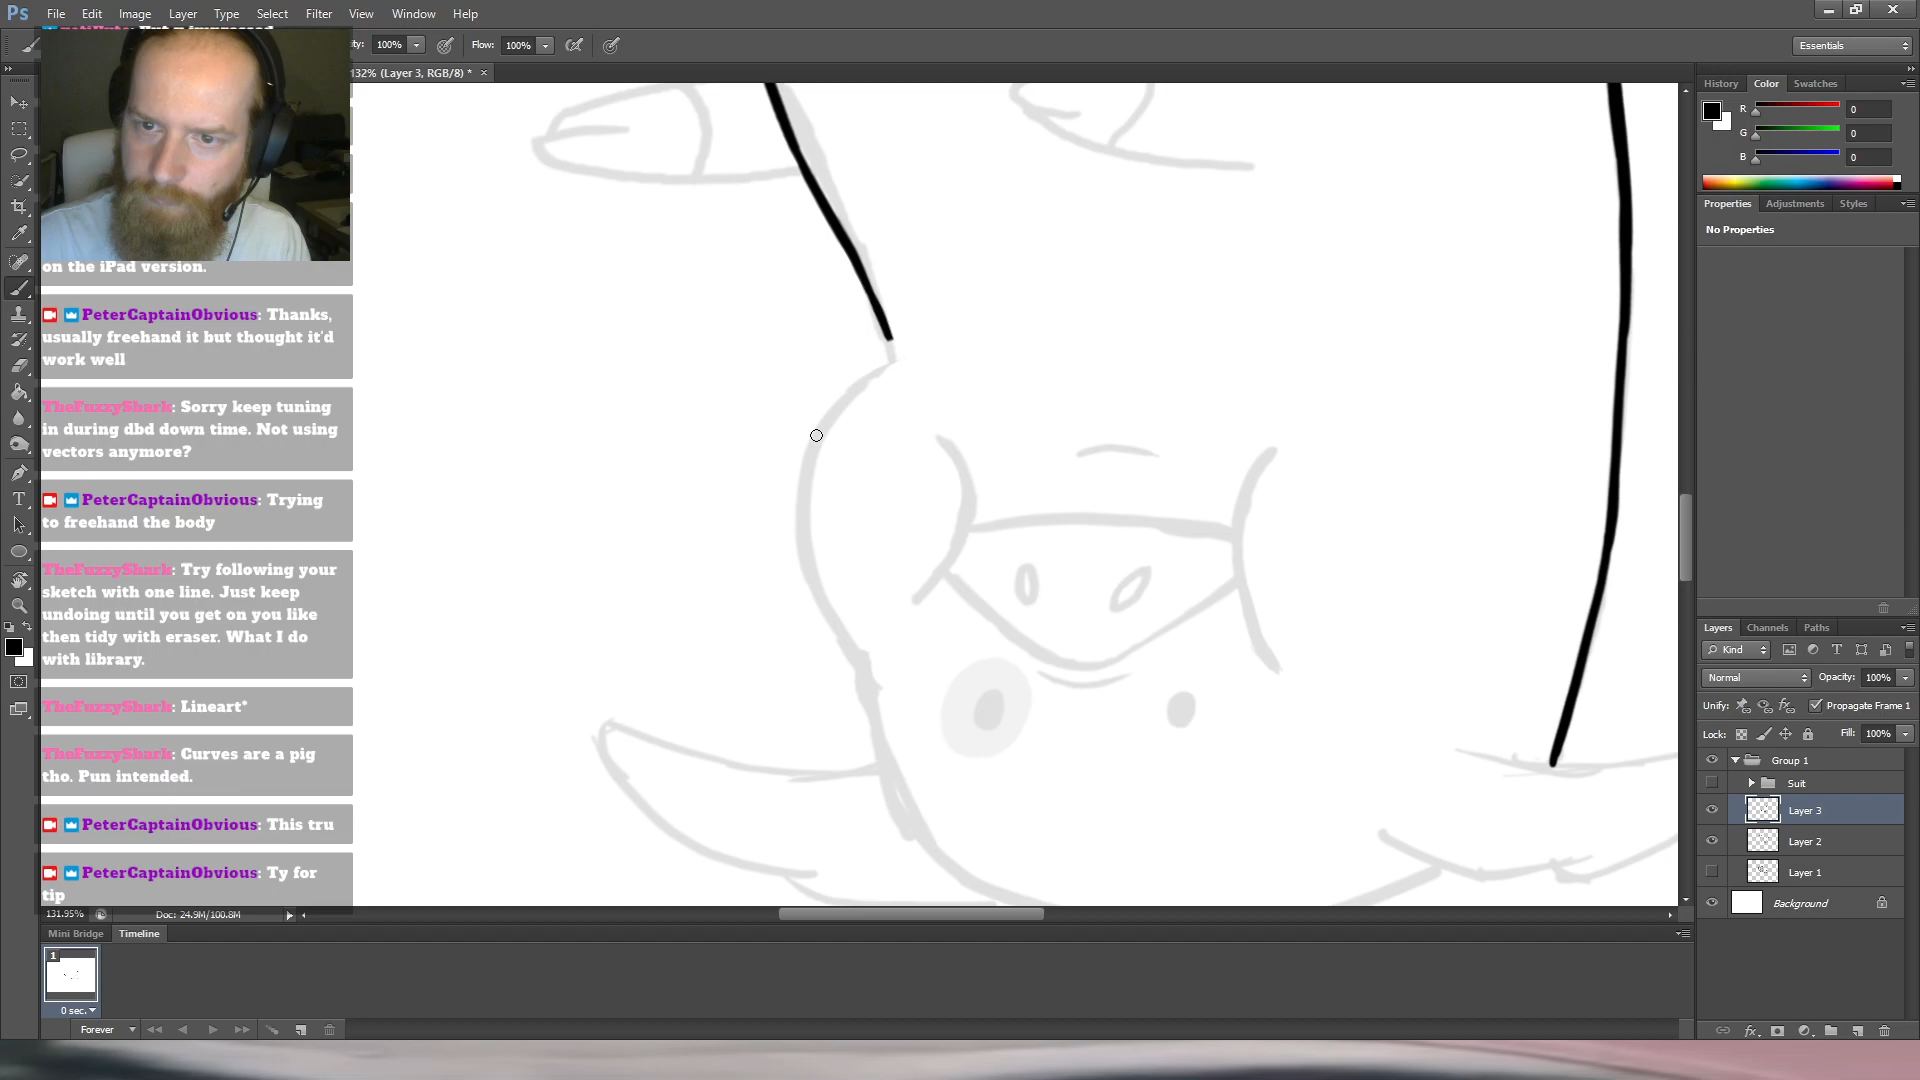 Ps File Edit Image Layer Type Select Filter View Window Help
100% Flow: 100% Essentials
132% (Layer 3, RGB/8) * ×
on the iPad version.
PeterCaptainObvious: Thanks,
usually freehand it but thought it'd
work well
TheFuzzyShark: Sorry keep tuning
in during dbd down time. Not using
vectors anymore?
PeterCaptainObvious: Trying
to freehand the body
TheFuzzyShark: Try following your
sketch with one line. Just keep
undoing until you get on you like
then tidy with eraser. What I do
with library.
TheFuzzyShark: Lineart*
TheFuzzyShark: Curves are a pig
tho. Pun intended.
PeterCaptainObvious: This tru
PeterCaptainObvious: Ty for
tip
131.95% Doc: 24.9M/100.8M
Mini Bridge Timeline
1
0 sec.
Forever
History Color Swatches
R 0
G 0
B 0
Properties Adjustments Styles
No Properties
Layers Channels Paths
Kind
Normal Opacity: 100%
Unify: Propagate Frame 1
Lock: Fill: 100%
Group 1
Suit
Layer 3
Layer 2
Layer 1
Background